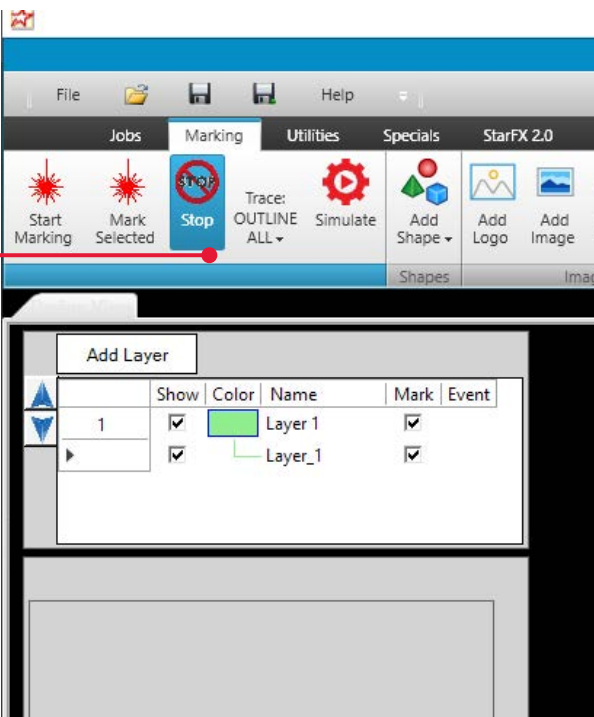 File Help
Jobs Marking Utilities Specials StarFX 2.0
Start Marking
Mark Selected
STOP
Stop
Trace: OUTLINE ALL
Simulate
Add Shape
Add Logo
Add Image
Shapes
Add Layer
Show Color Name Mark Event
1 Layer 1
Layer_1